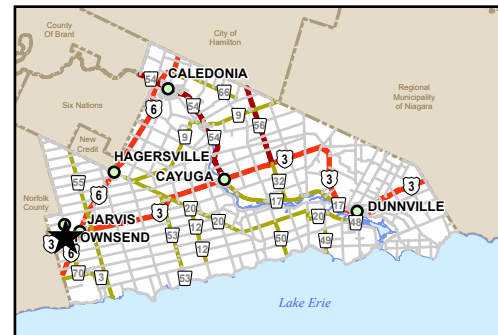 County
Of Brant
City of
Hamilton
54
CALEDONIA
66
Regional
Municipality
of Niagara
Six Nations
6
54
9
56
New
Credit
9
54
HAGERSVILLE
3
CAYUGA
32
3
3
55
6
17
17
DUNNVILLE
Norfolk
County
3
20
20
48
JARVIS
TOWNSEND
12
3
6
53
12
50
49
70
3
53
Lake Erie